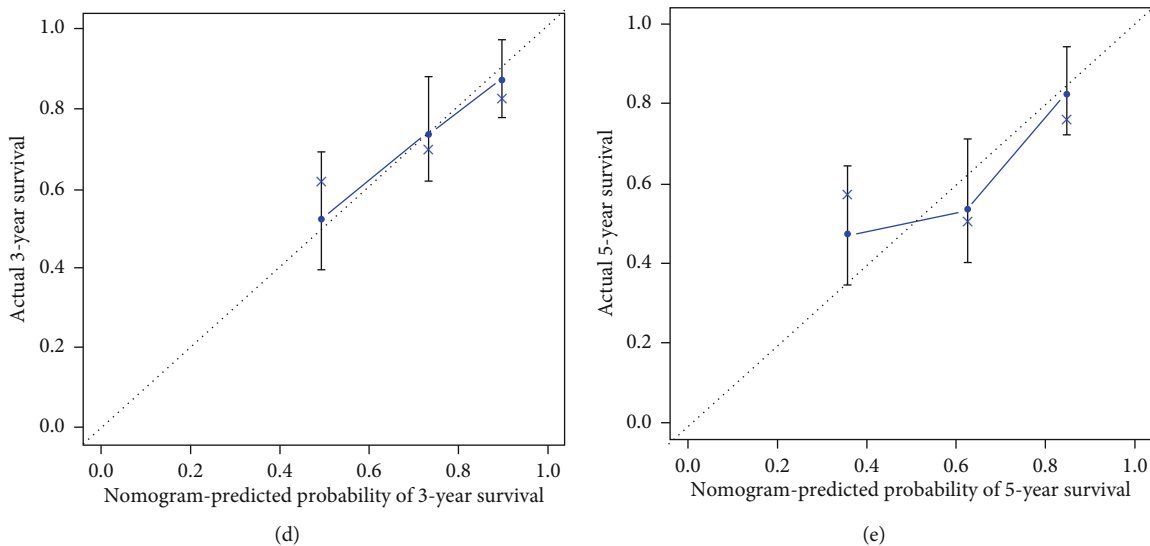 1.0
0.8
0.6
0.4
0.2
0.0
Actual 3-year survival
0.0 0.2 0.4 0.6 0.8 1.0
Nomogram-predicted probability of 3-year survival
(d)
1.0
0.8
0.6
0.4
0.2
0.0
Actual 5-year survival
0.0 0.2 0.4 0.6 0.8 1.0
Nomogram-predicted probability of 5-year survival
(e)